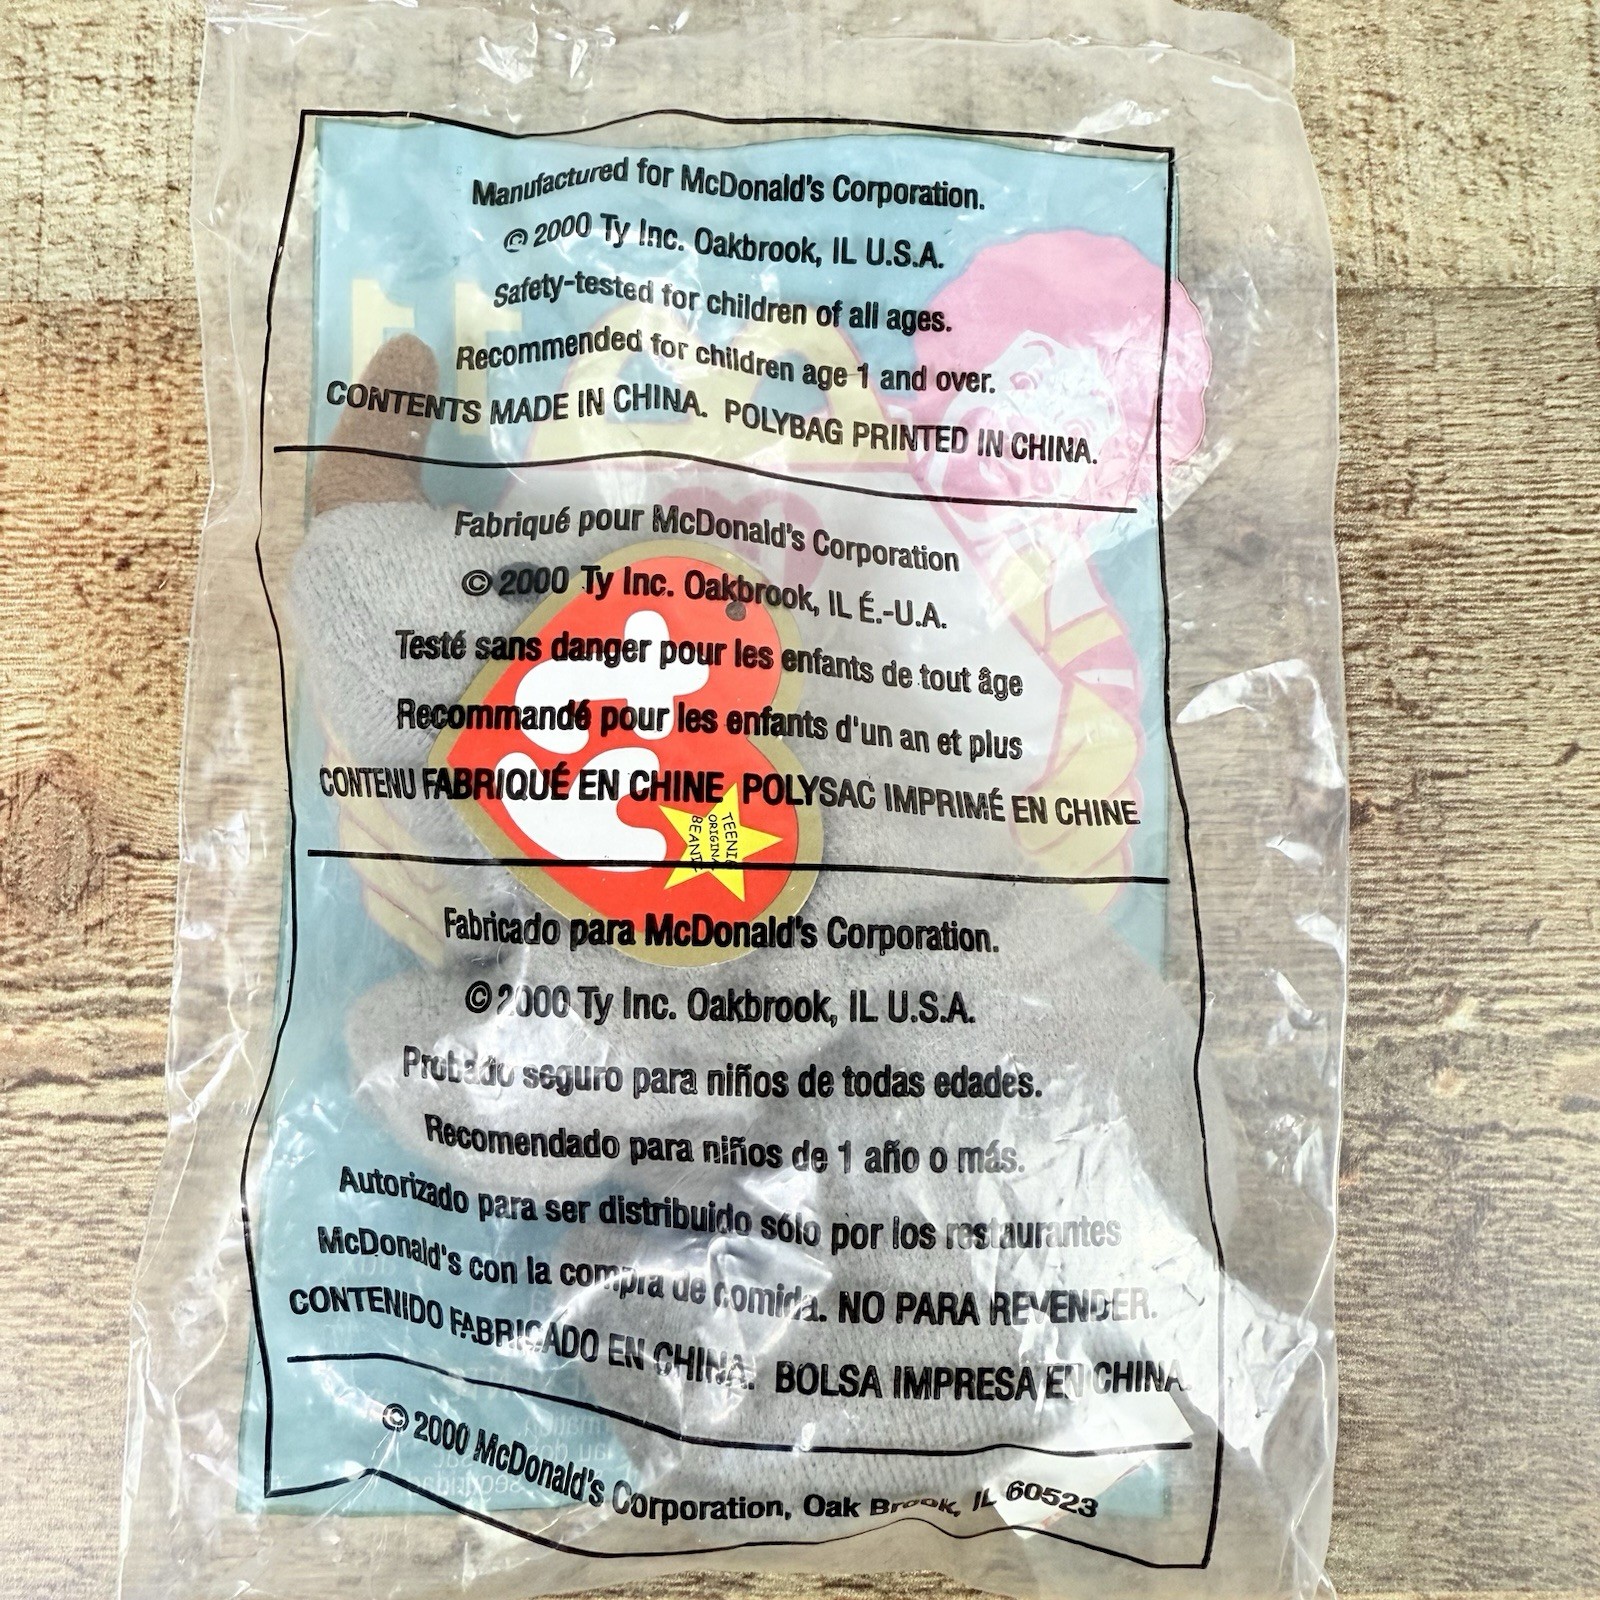 Manufactured for McDonald's Corporation.
© 2000 Ty Inc. Oakbrook, IL U.S.A.
Safety-tested for children of all ages.
Recommended for children age 1 and over.
CONTENTS MADE IN CHINA. POLYBAG PRINTED IN CHINA.
Fabriqué pour McDonald's Corporation
© 2000 Ty Inc. Oakbrook, IL É.-U.A.
Testé sans danger pour les enfants de tout âge
Recommandé pour les enfants d'un an et plus
CONTENU FABRIQUÉ EN CHINE POLYSAC IMPRIMÉ EN CHINE
Fabricado para McDonald's Corporation.
© 2000 Ty Inc. Oakbrook, IL U.S.A.
Probado seguro para niños de todas edades.
Recomendado para niños de 1 año o más.
Autorizado para ser distribuido sólo por los restaurantes
McDonald's con la compra de comida. NO PARA REVENDER.
CONTENIDO FABRICADO EN CHINA. BOLSA IMPRESA EN CHINA.
© 2000 McDonald's Corporation, Oak Brook, IL 60523
11
ty